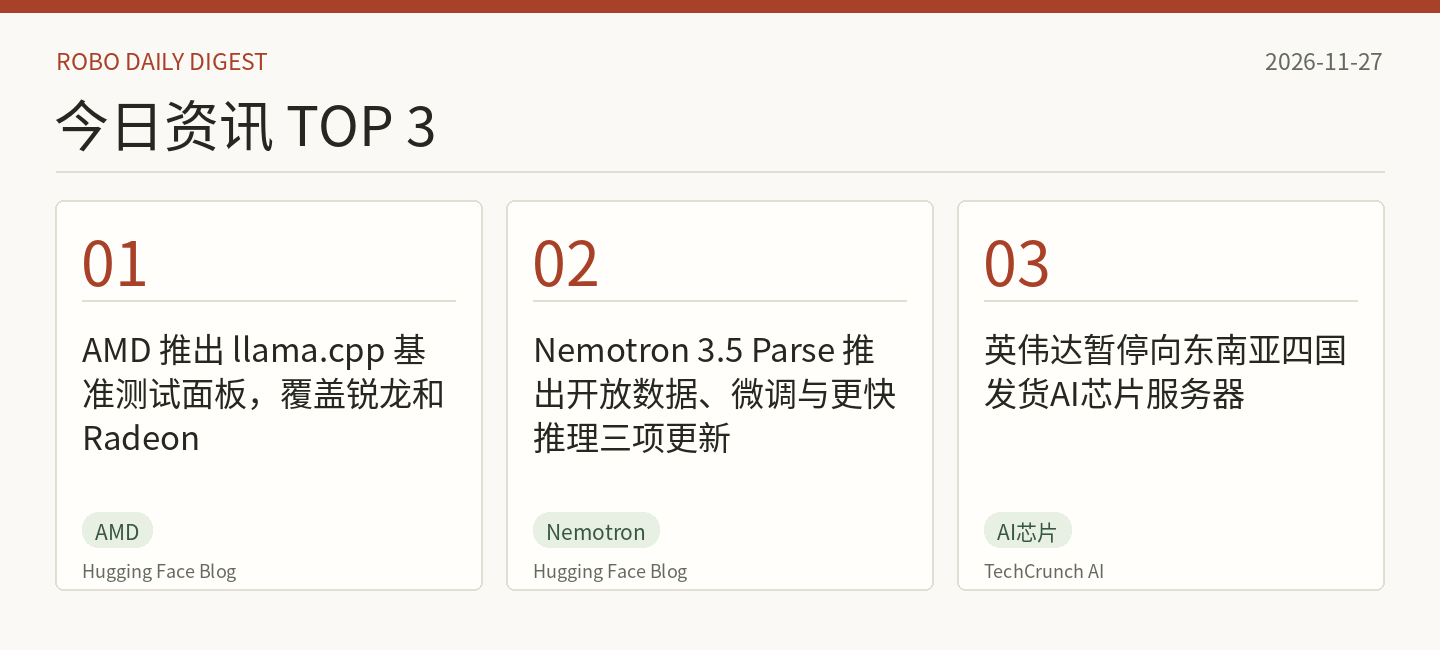 ROBO DAILY DIGEST
2026-11-27
今日资讯 TOP 3
01
AMD 推出 llama.cpp 基
准测试面板，覆盖锐龙和
Radeon
AMD
Hugging Face Blog
02
Nemotron 3.5 Parse 推
出开放数据、微调与更快
推理三项更新
Nemotron
Hugging Face Blog
03
英伟达暂停向东南亚四国
发货AI芯片服务器
AI芯片
TechCrunch AI